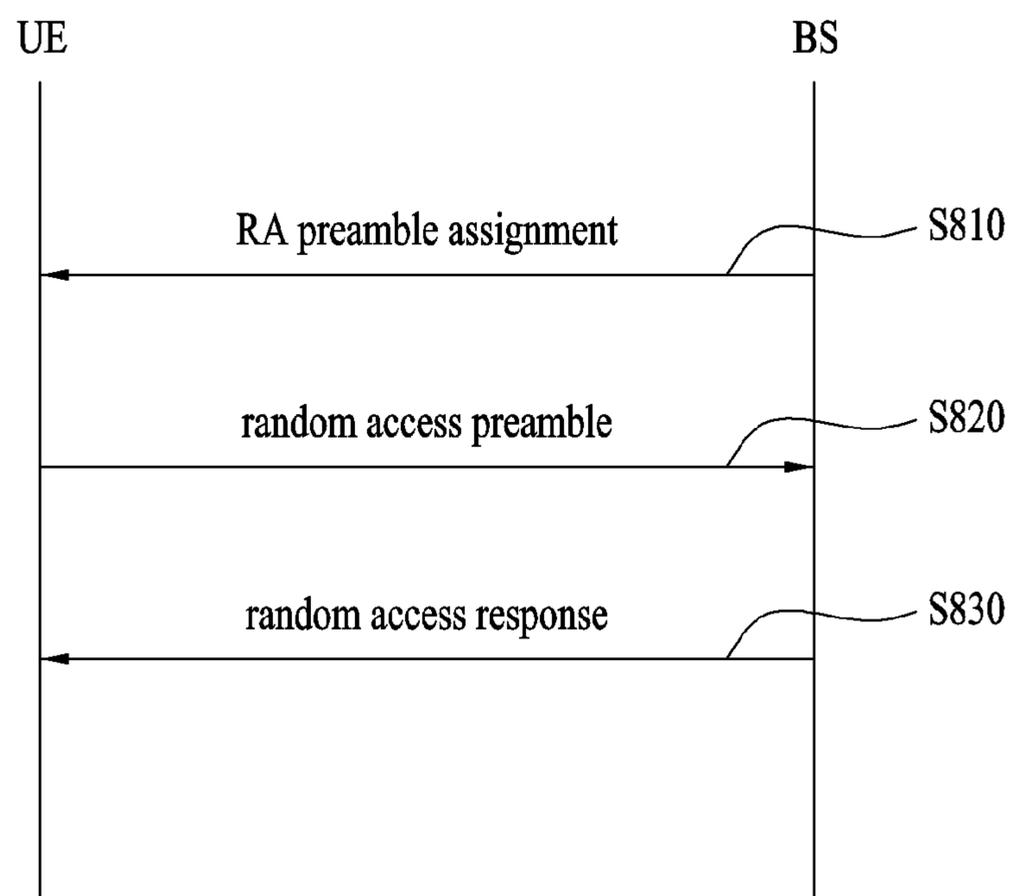 UE
BS
RA preamble assignment
S810
random access preamble
S820
random access response
S830